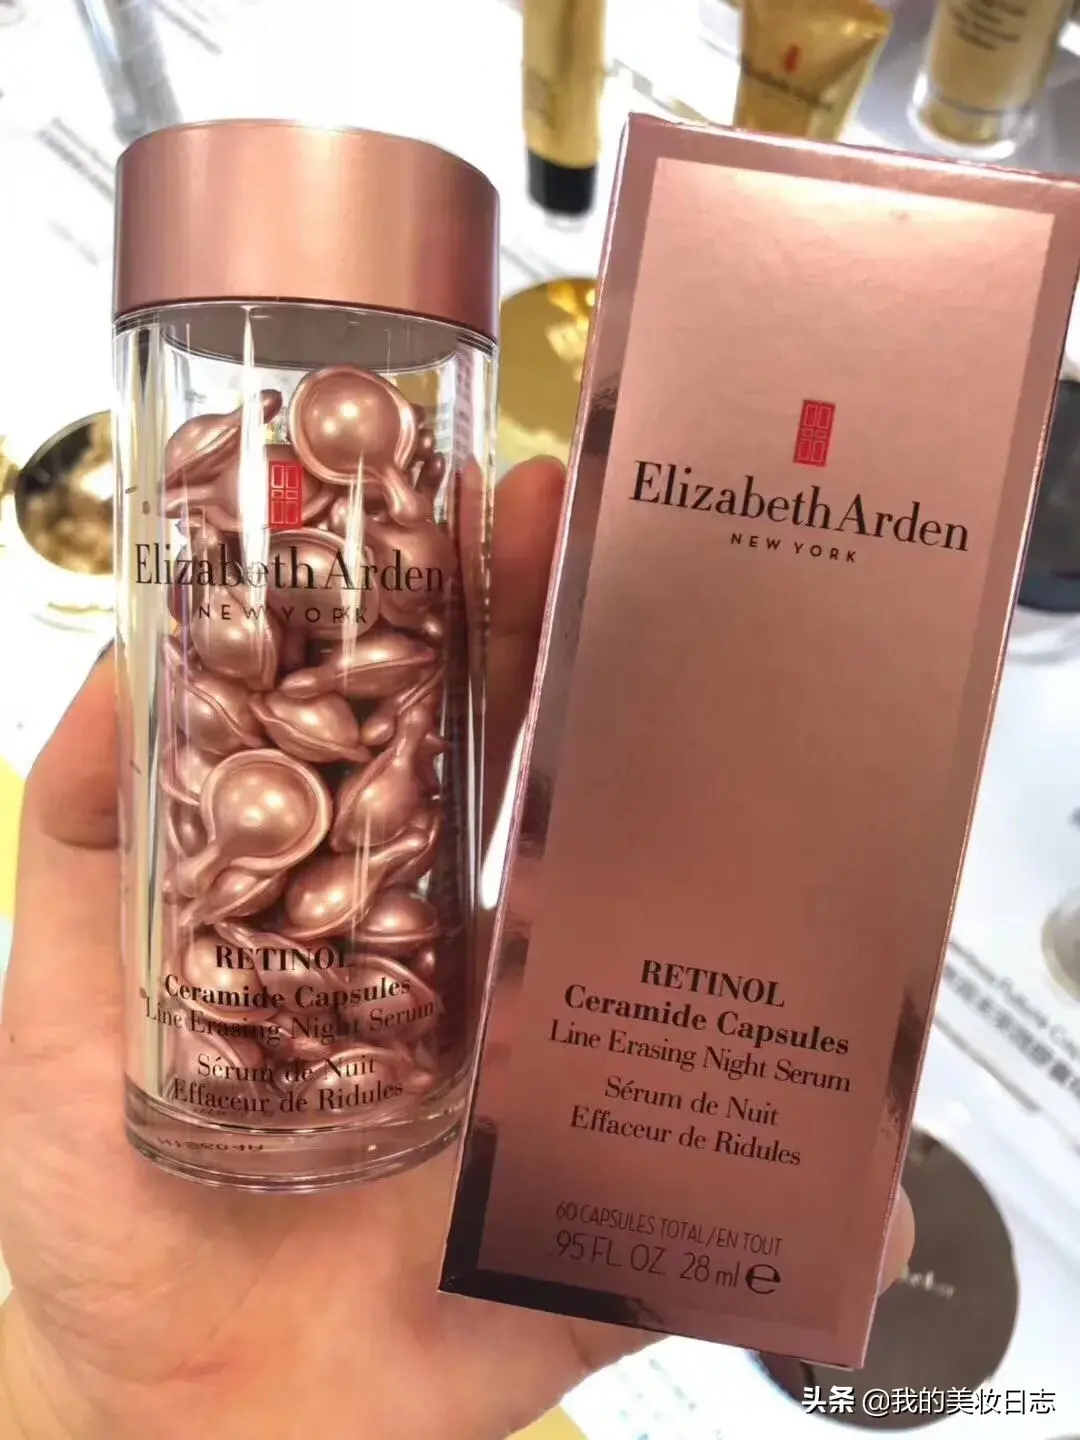 Elizabeth Arden
NEW YORK
RETINOL
Ceramide Capsules
Line Erasing Night Serum
Sérum de Nuit
Effaceur de Ridules
Elizabeth Arden
NEW YORK
RETINOL
Ceramide Capsules
Line Erasing Night Serum
Sérum de Nuit
Effaceur de Ridules
60 CAPSULES TOTAL/EN TOUT
.95 FL. OZ. 28 ml e
头条 @我的美妆日志